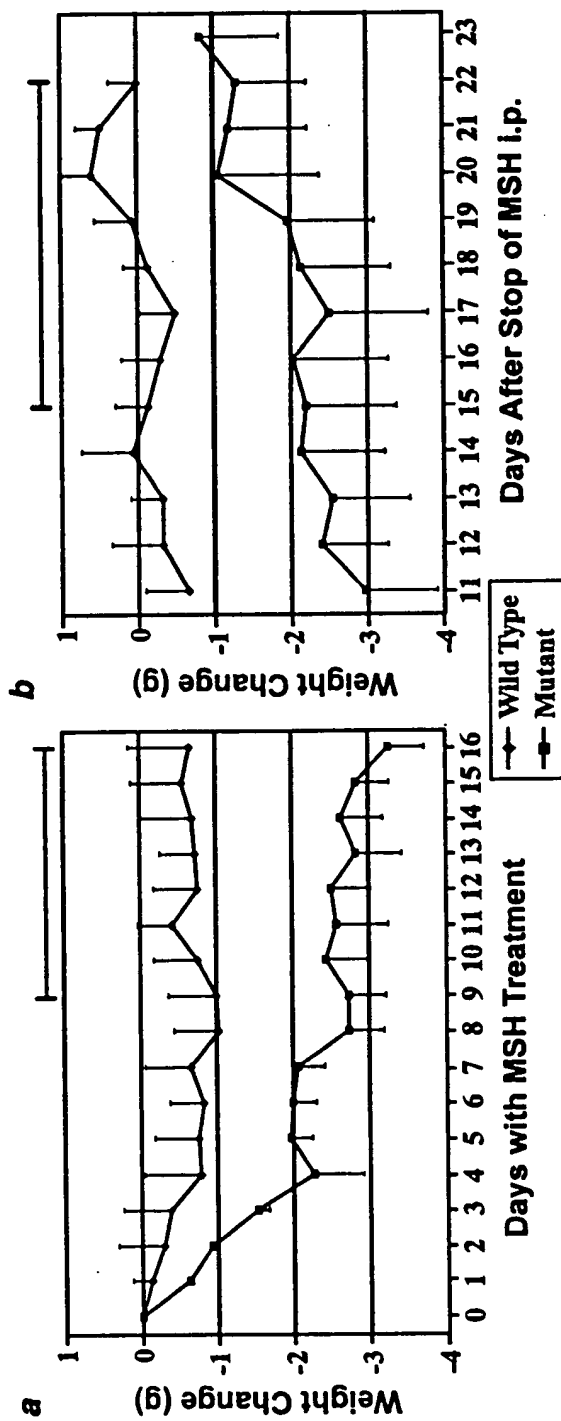 a
Weight Change (g)
1
0
-1
-2
-3
-4
0 1 2 3 4 5 6 7 8 9 10 11 12 13 14 15 16
Days with MSH Treatment
b
Weight Change (g)
1
0
-1
-2
-3
-4
11 12 13 14 15 16 17 18 19 20 21 22 23
Days After Stop of MSH i.p.
Wild Type
Mutant